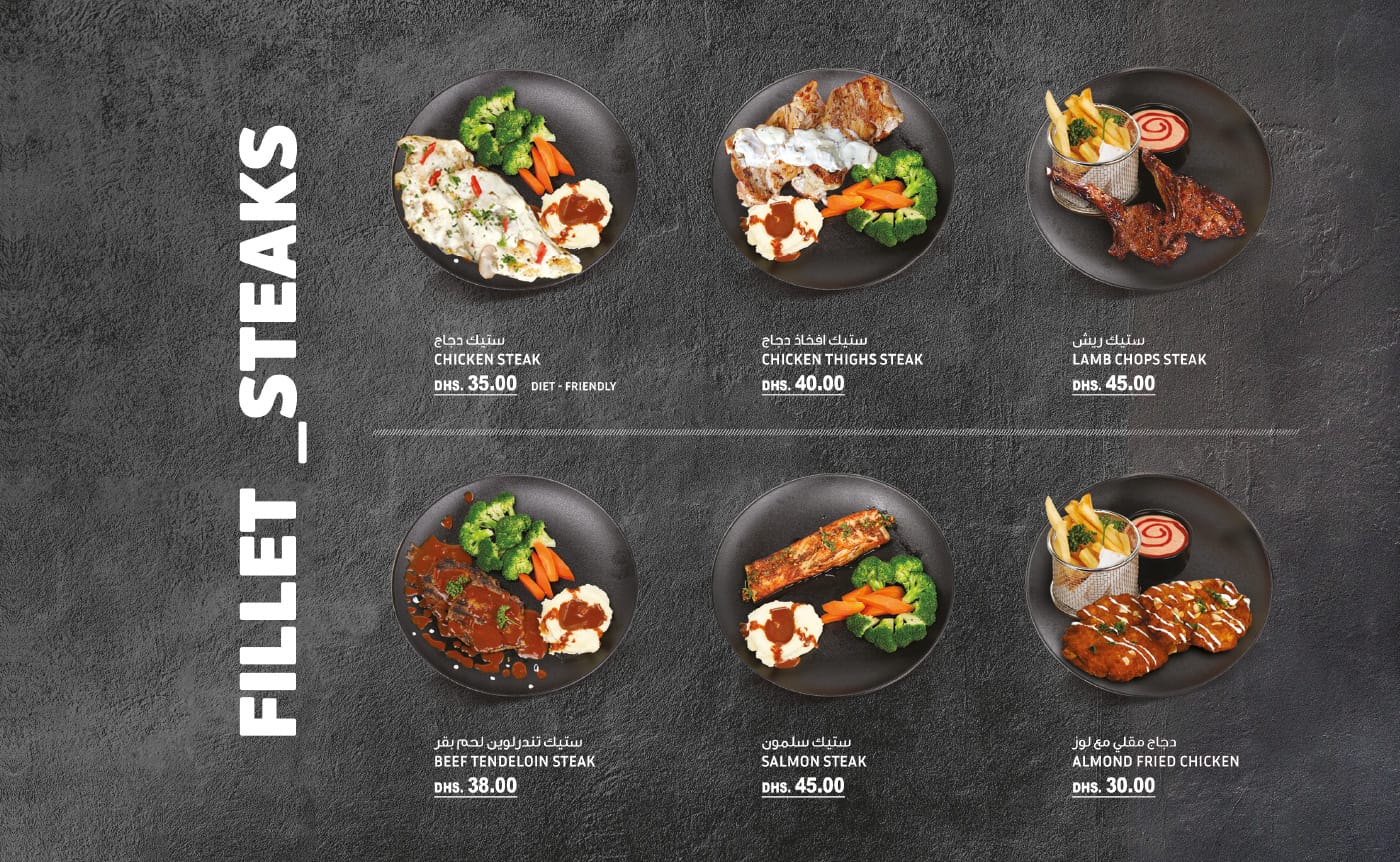 FILLET _STEAKS
ستيك دجاج
CHICKEN STEAK
DHS. 35.00 DIET - FRIENDLY
ستيك افخاذ دجاج
CHICKEN THIGHS STEAK
DHS. 40.00
ستيك ريش
LAMB CHOPS STEAK
DHS. 45.00
ستيك تندرلوين لحم بقر
BEEF TENDELOIN STEAK
DHS. 38.00
ستيك سلمون
SALMON STEAK
DHS. 45.00
دجاج مقلي مع لوز
ALMOND FRIED CHICKEN
DHS. 30.00